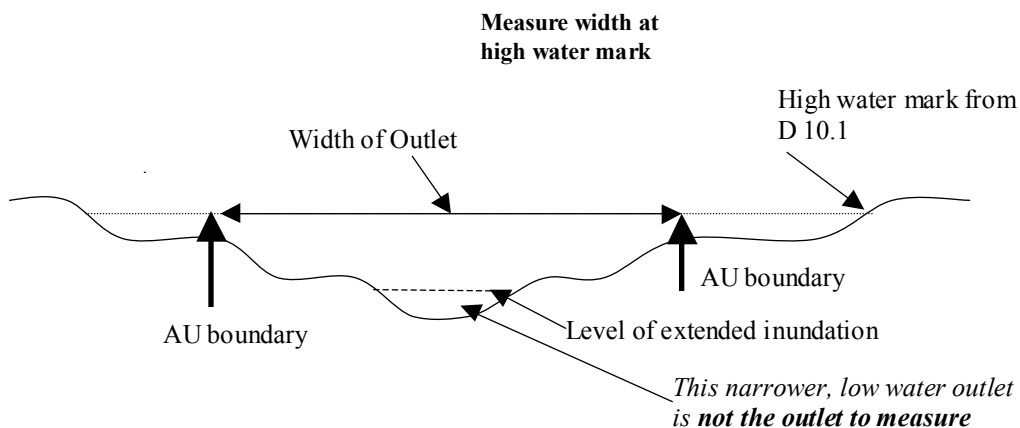 Measure width at
high water mark
High water mark from
D 10.1
Width of Outlet
AU boundary
AU boundary
Level of extended inundation
This narrower, low water outlet
is not the outlet to measure